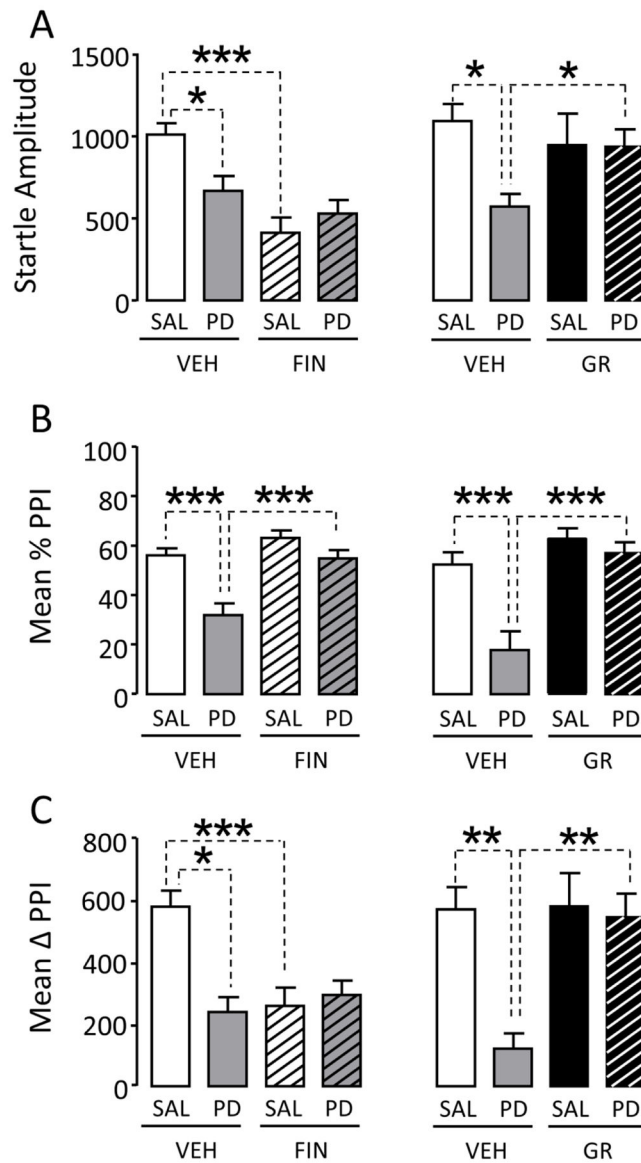 A
Startle Amplitude
1500
1000
500
0
***
*
* *
SAL PD SAL PD SAL PD SAL PD
VEH FIN VEH GR
B
Mean % PPI
100
80
60
40
20
0
*** *** *** ***
SAL PD SAL PD SAL PD SAL PD
VEH FIN VEH GR
C
Mean Δ PPI
800
600
400
200
0
***
*
** **
SAL PD SAL PD SAL PD SAL PD
VEH FIN VEH GR